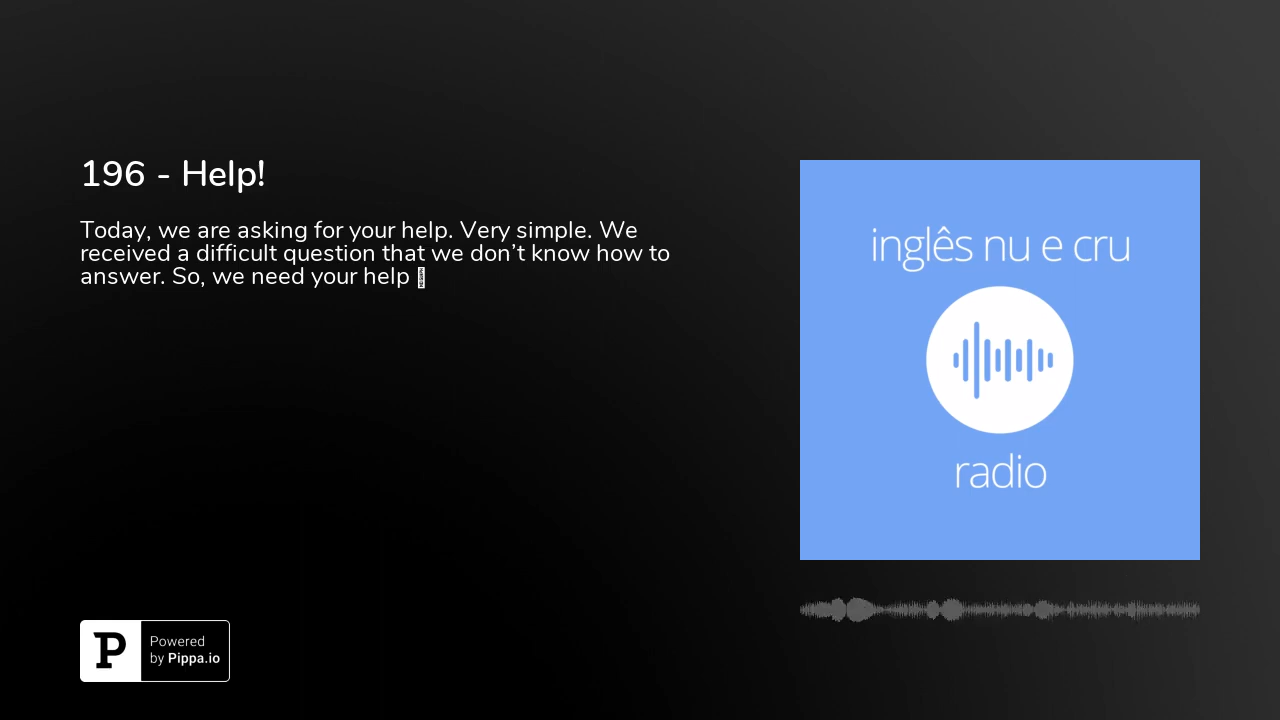 196 - Help!
Today, we are asking for your help. Very simple. We
received a difficult question that we don’t know how to
answer. So, we need your help
inglês nu e cru
radio
P
Powered
by Pippa.io